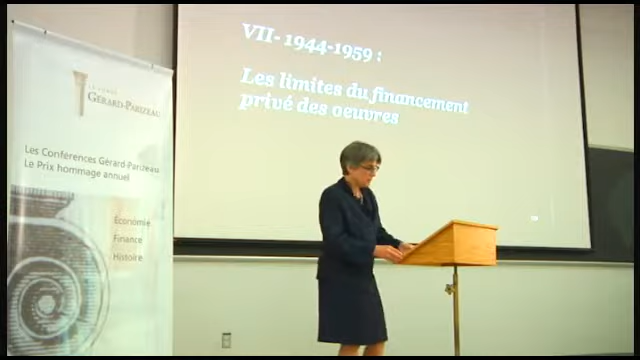 VII- 1944-1959 :
Les limites du financement
privé des oeuvres
LE FONDS
GÉRARD-PARIZEAU
Les Conférences Gérard-Parizeau
Le Prix hommage annuel
Économie
Finance
Histoire